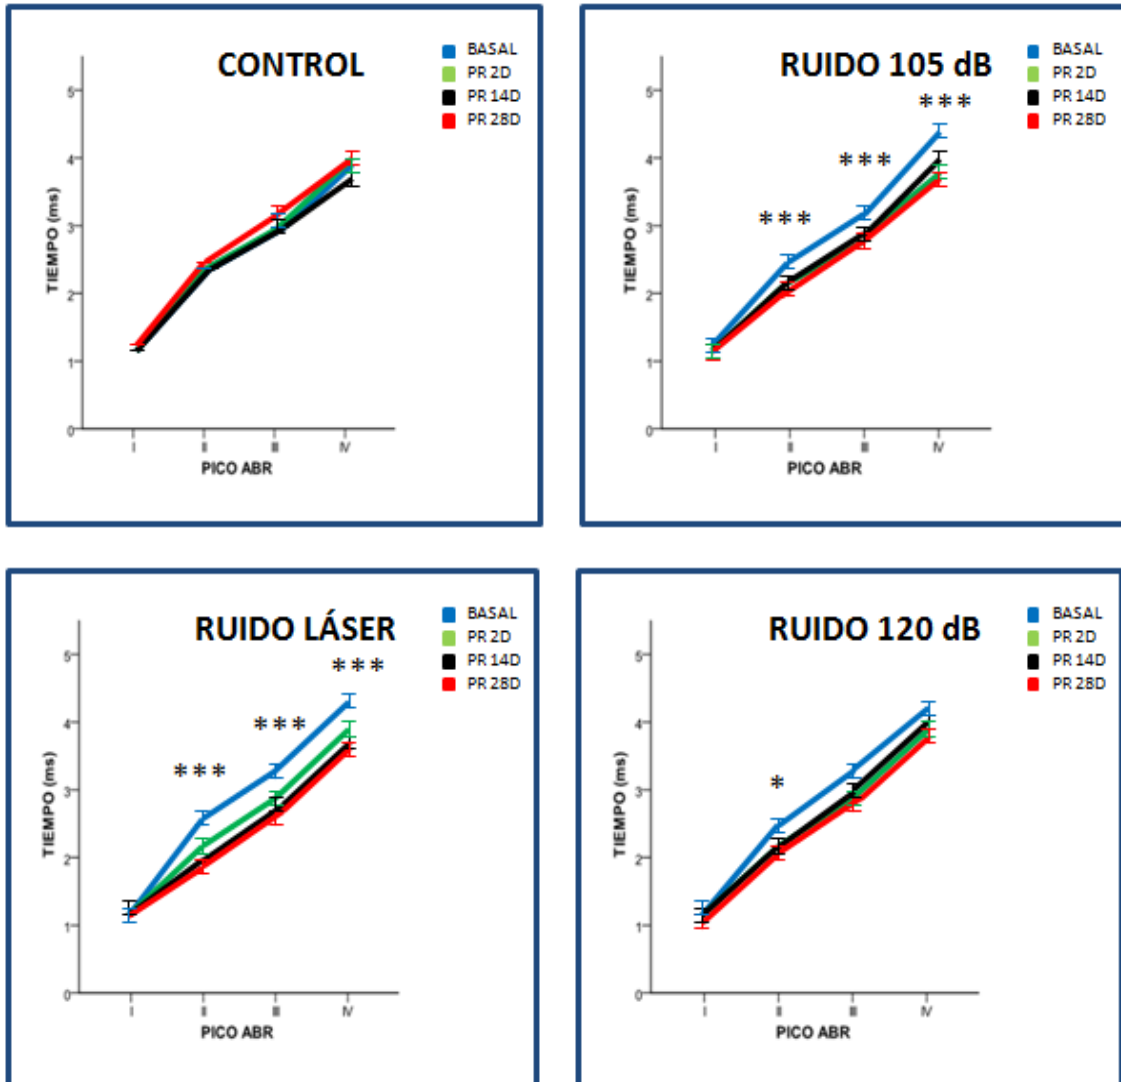 CONTROL
BASAL
PR 2D
PR 14D
PR 28D
TIEMPO (ms)
5
4
3
2
1
0
I
II
III
IV
PICO ABR
RUIDO 105 dB
BASAL
PR 2D
PR 14D
PR 28D
***
***
***
TIEMPO (ms)
5
4
3
2
1
0
I
II
III
IV
PICO ABR
RUIDO LÁSER
BASAL
PR 2D
PR 14D
PR 28D
***
***
***
TIEMPO (ms)
5
4
3
2
1
0
I
II
III
IV
PICO ABR
RUIDO 120 dB
BASAL
PR 2D
PR 14D
PR 28D
*
TIEMPO (ms)
5
4
3
2
1
0
I
II
III
IV
PICO ABR